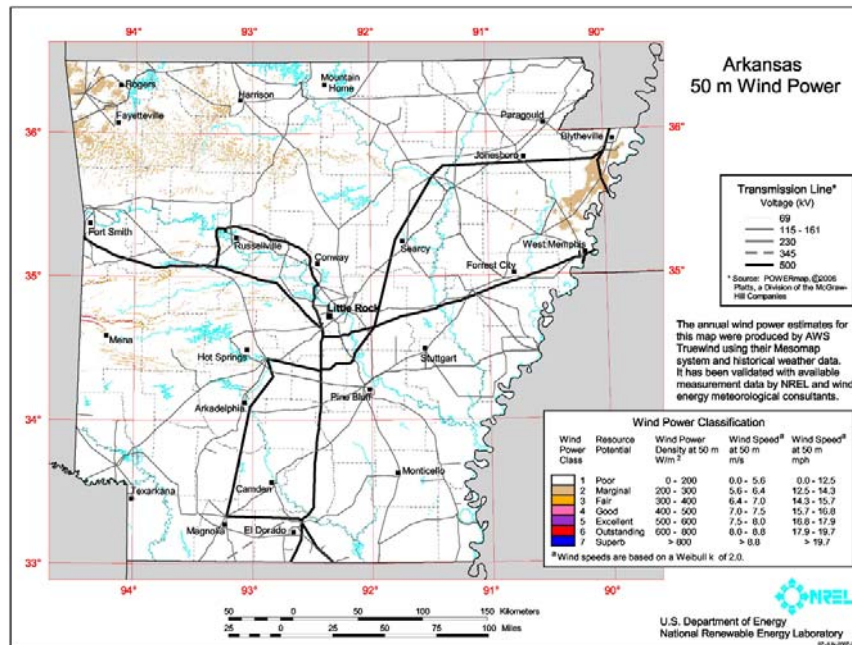 Arkansas
50 m Wind Power
94°
93°
92°
91°
90°
36°
36°
35°
35°
34°
34°
33°
33°
94°
93°
92°
91°
90°
Rogers
Fayetteville
Harrison
Mountain
Home
Paragould
Blytheville
Jonesboro
Fort Smith
Russellville
Conway
Searcy
West Memphis
Forrest City
Little Rock
Mena
Hot Springs
Stuttgart
Arkadelphia
Pine Bluff
Monticello
Texarkana
Camden
Magnolia
El Dorado
Transmission Line*
Voltage (kV)
69
115 - 161
230
345
500
* Source: POWERmap, ©2006
Platts, a Division of the McGraw-
Hill Companies
The annual wind power estimates for
this map were produced by AWS
Truewind using their Mesomap
system and historical weather data.
It has been validated with available
measurement data by NREL and wind
energy meteorological consultants.
Wind Power Classification
Wind Power Class Resource Potential Wind Power Density at 50 m W/m² Wind Speed a at 50 m m/s Wind Speed a at 50 m mph
1 Poor 0 - 200 0.0 - 5.6 0.0 - 12.5
2 Marginal 200 - 300 5.6 - 6.4 12.5 - 14.3
3 Fair 300 - 400 6.4 - 7.0 14.3 - 15.7
4 Good 400 - 500 7.0 - 7.5 15.7 - 16.8
5 Excellent 500 - 600 7.5 - 8.0 16.8 - 17.9
6 Outstanding 600 - 800 8.0 - 8.8 17.9 - 19.7
7 Superb > 800 > 8.8 > 19.7
a Wind speeds are based on a Weibull k of 2.0.
50 0 50 100 150 Kilometers
25 0 25 50 75 100 Miles
NREL
U.S. Department of Energy
National Renewable Energy Laboratory